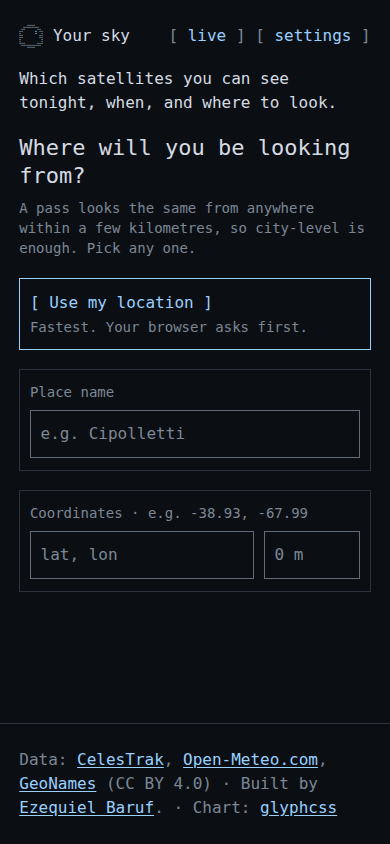 Your sky [ live ] [ settings ]
Which satellites you can see
tonight, when, and where to look.
Where will you be looking
from?
A pass looks the same from anywhere
within a few kilometres, so city-level is
enough. Pick any one.
[ Use my location ]
Fastest. Your browser asks first.
Place name
e.g. Cipolletti
Coordinates · e.g. -38.93, -67.99
lat, lon 0 m
Data: CelesTrak, Open-Meteo.com,
GeoNames (CC BY 4.0) · Built by
Ezequiel Baruf. · Chart: glyphcss